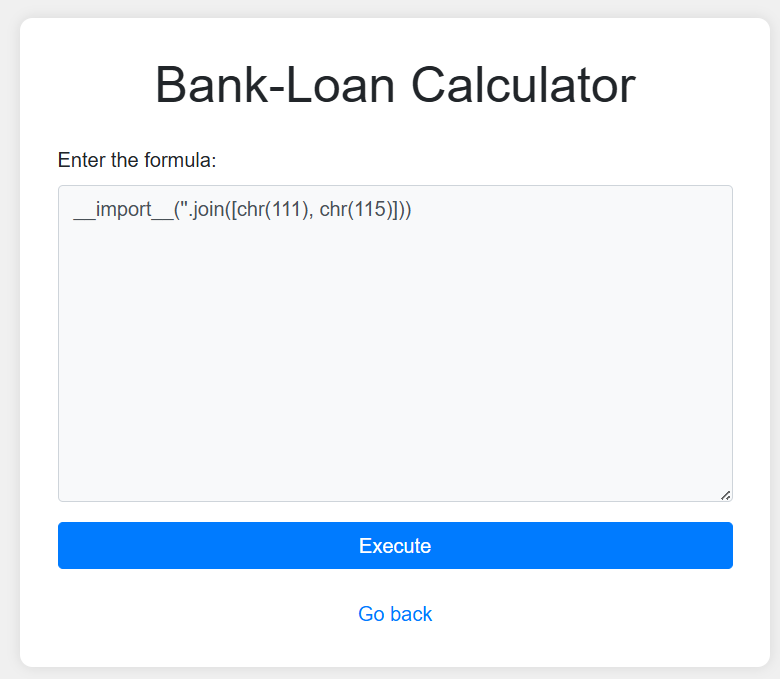 Bank-Loan Calculator
Enter the formula:
__import__(''.join([chr(111), chr(115)]))
Execute
Go back